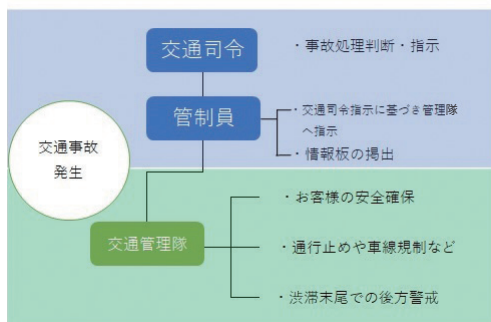 交通司令
・事故処理判断・指示
管制員
・交通司令指示に基づき管理隊
へ指示
・情報板の掲出
交通事故
発生
交通管理隊
・お客様の安全確保
・通行止めや車線規制など
・渋滞末尾での後方警戒